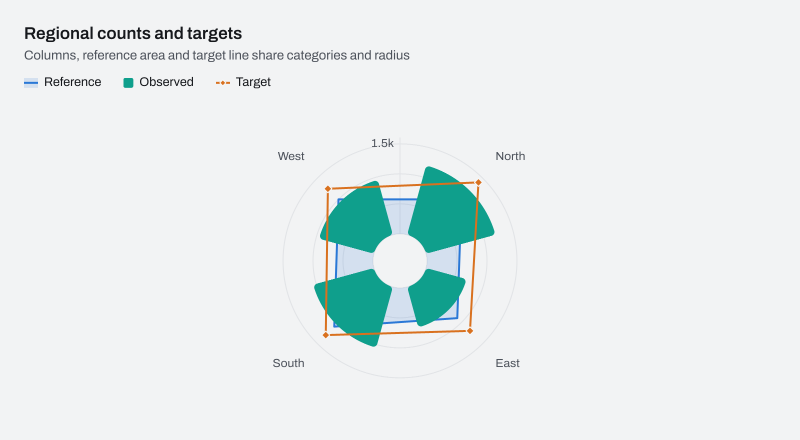 Regional counts and targets
Columns, reference area and target line share categories and radius
Reference Observed Target
1.5k
West North
South East